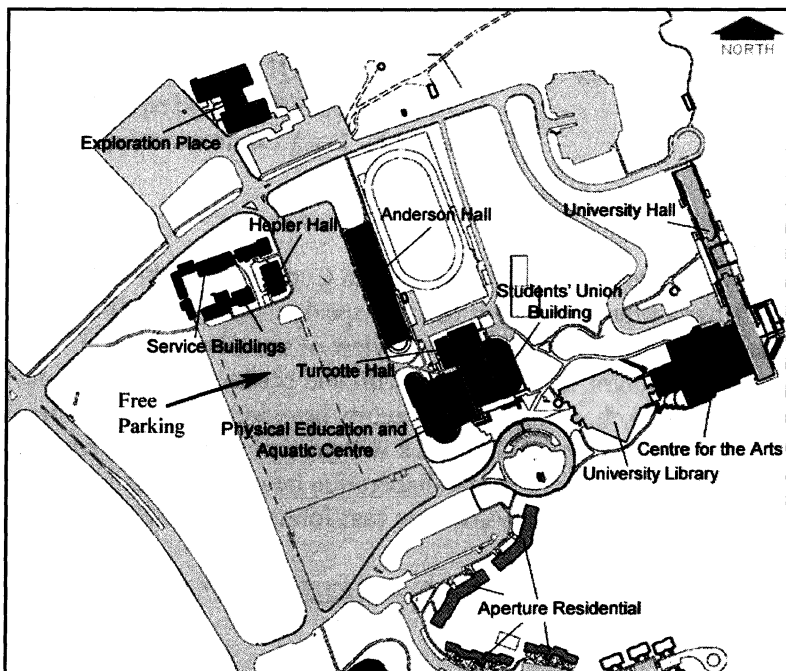 NORTH
Exploration Place
Hepler Hall
Anderson Hall
University Hall
Students' Union
Building
Service Buildings
Turcotte Hall
Free
Parking
Physical Education and
Aquatic Centre
Centre for the Arts
University Library
Aperture Residential